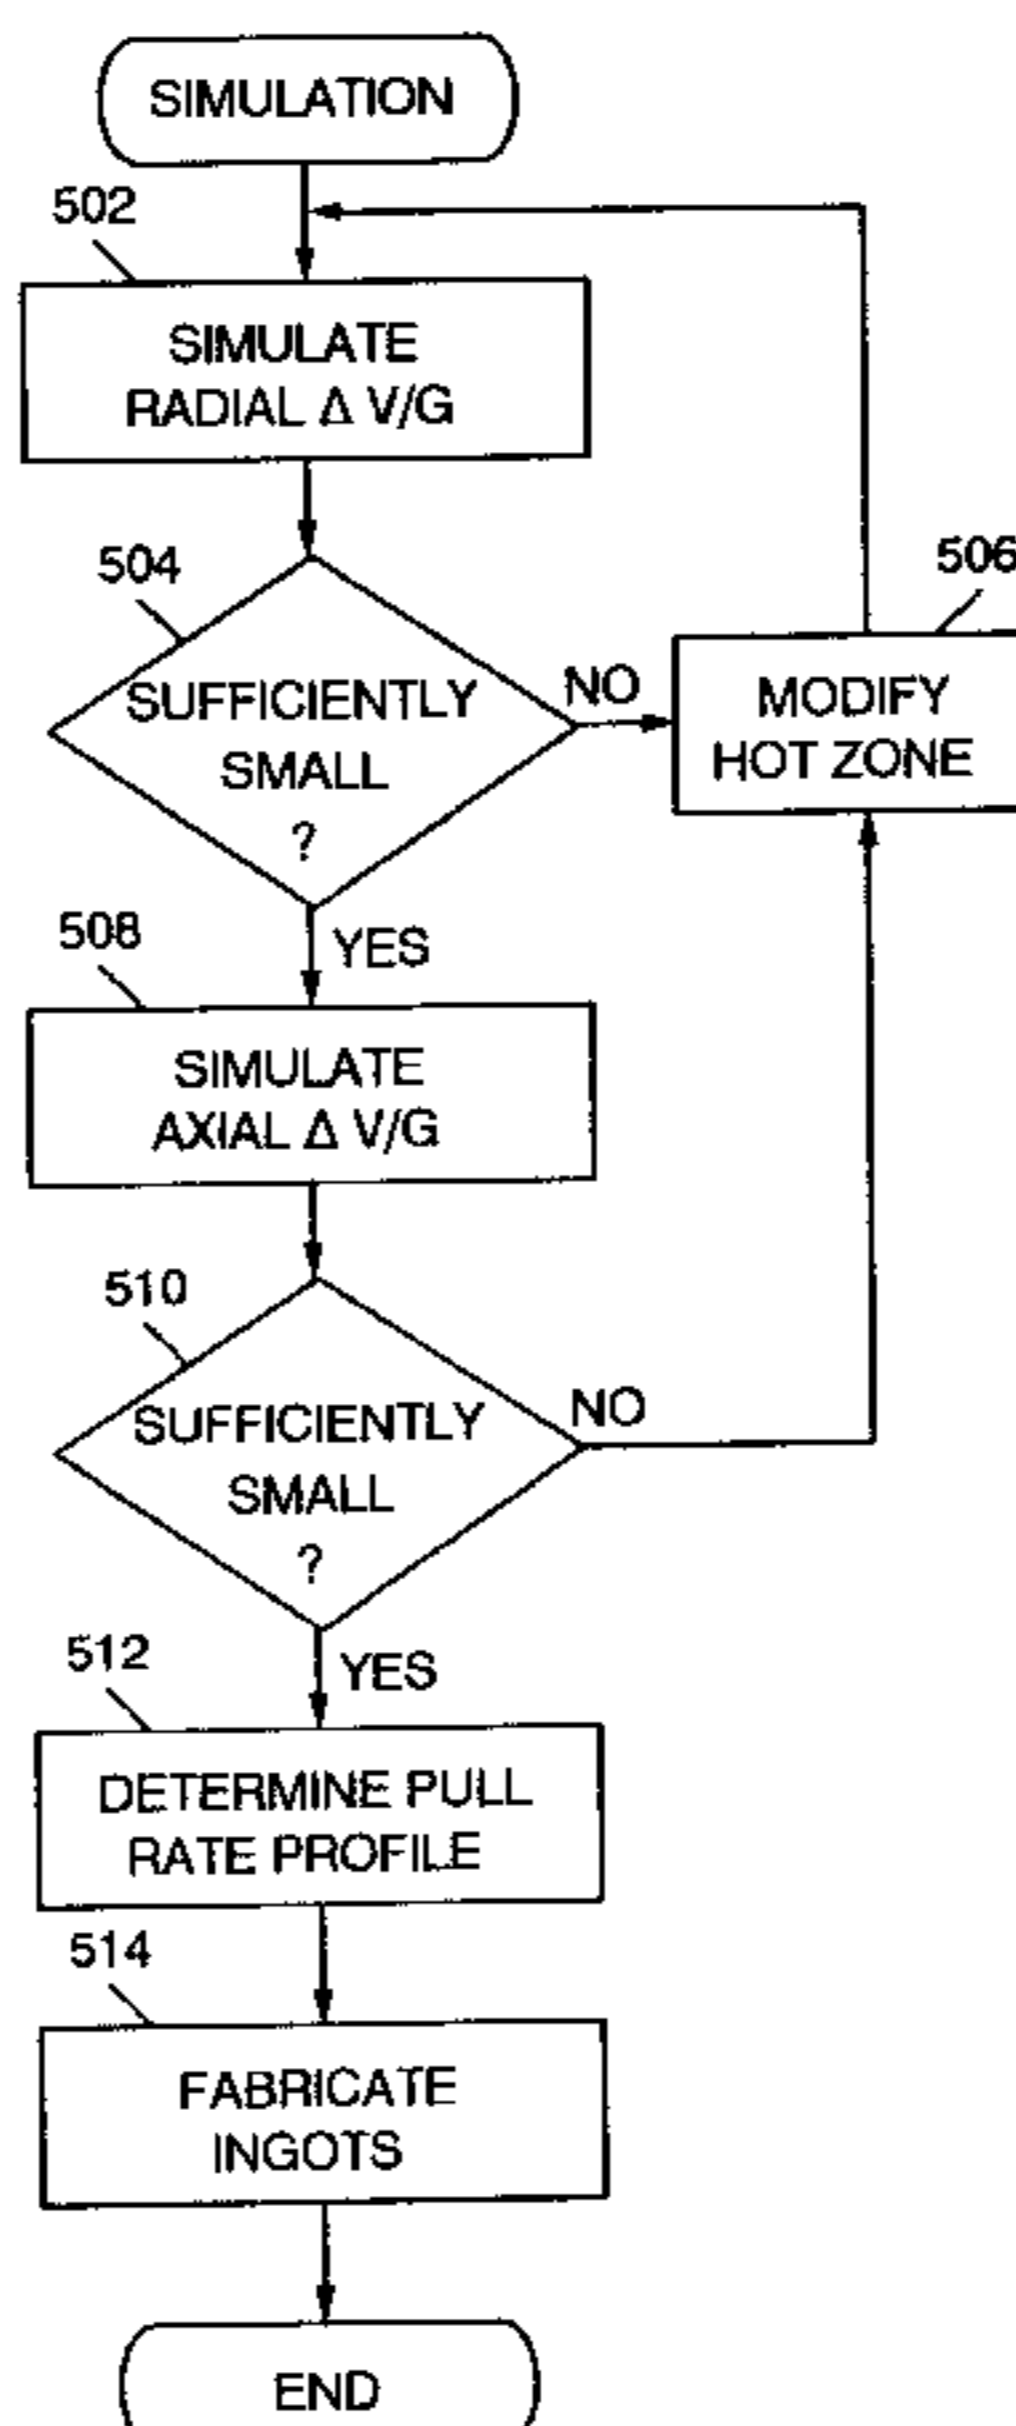 SIMULATION
502
SIMULATE
RADIAL Δ V/G
504
SUFFICIENTLY
SMALL
?
NO
506
MODIFY
HOT ZONE
YES
508
SIMULATE
AXIAL Δ V/G
510
SUFFICIENTLY
SMALL
?
NO
YES
512
DETERMINE PULL
RATE PROFILE
514
FABRICATE
INGOTS
END